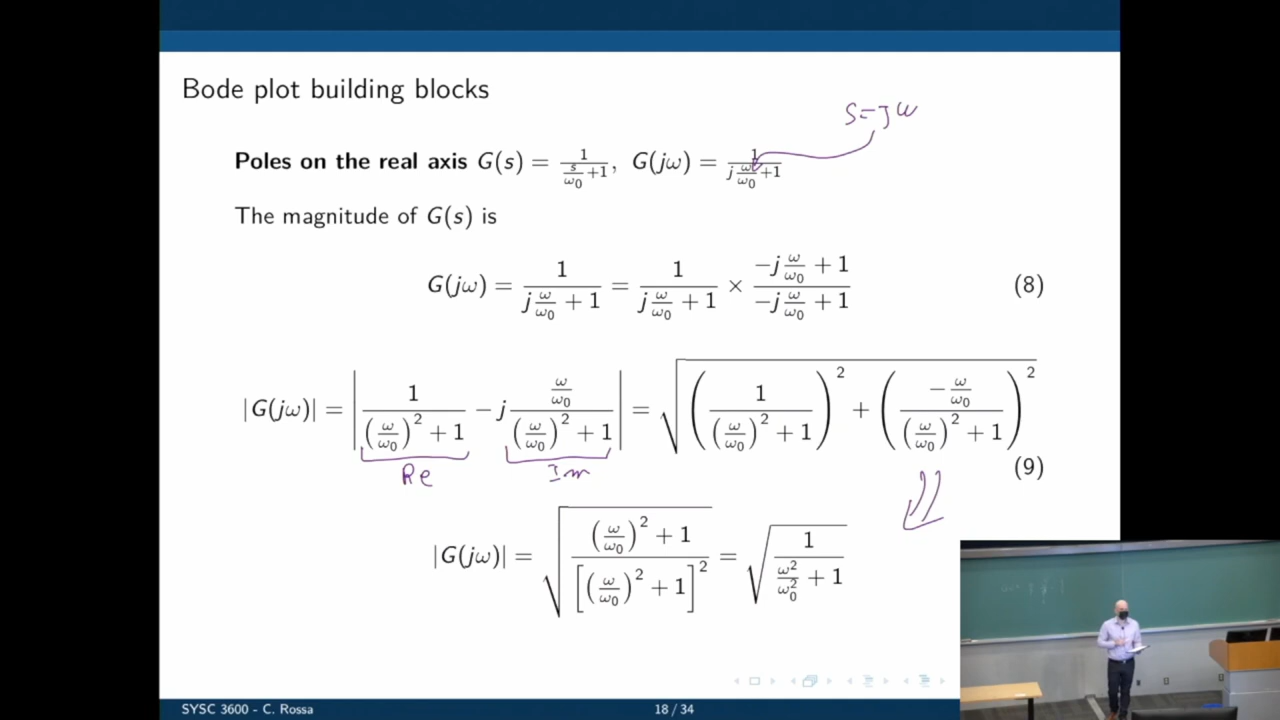 Bode plot building blocks
s=jω
Poles on the real axis G(s) = 1/(s/ω₀ +1), G(jω) = 1/(j ω/ω₀ +1)
The magnitude of G(s) is
G(jω) = 1/(j ω/ω₀ + 1) = 1/(j ω/ω₀ + 1) × (−j ω/ω₀ + 1)/(−j ω/ω₀ + 1) (8)
|G(jω)| = |1/((ω/ω₀)² + 1) − j (ω/ω₀)/((ω/ω₀)² + 1)| = √((1/((ω/ω₀)² + 1))² + ((−ω/ω₀)/((ω/ω₀)² + 1))²)
Re Im
(9)
|G(jω)| = √(((ω/ω₀)² + 1)/[(ω/ω₀)² + 1]²) = √(1/(ω²/ω₀² + 1))
SYSC 3600 - C. Rossa 18 / 34